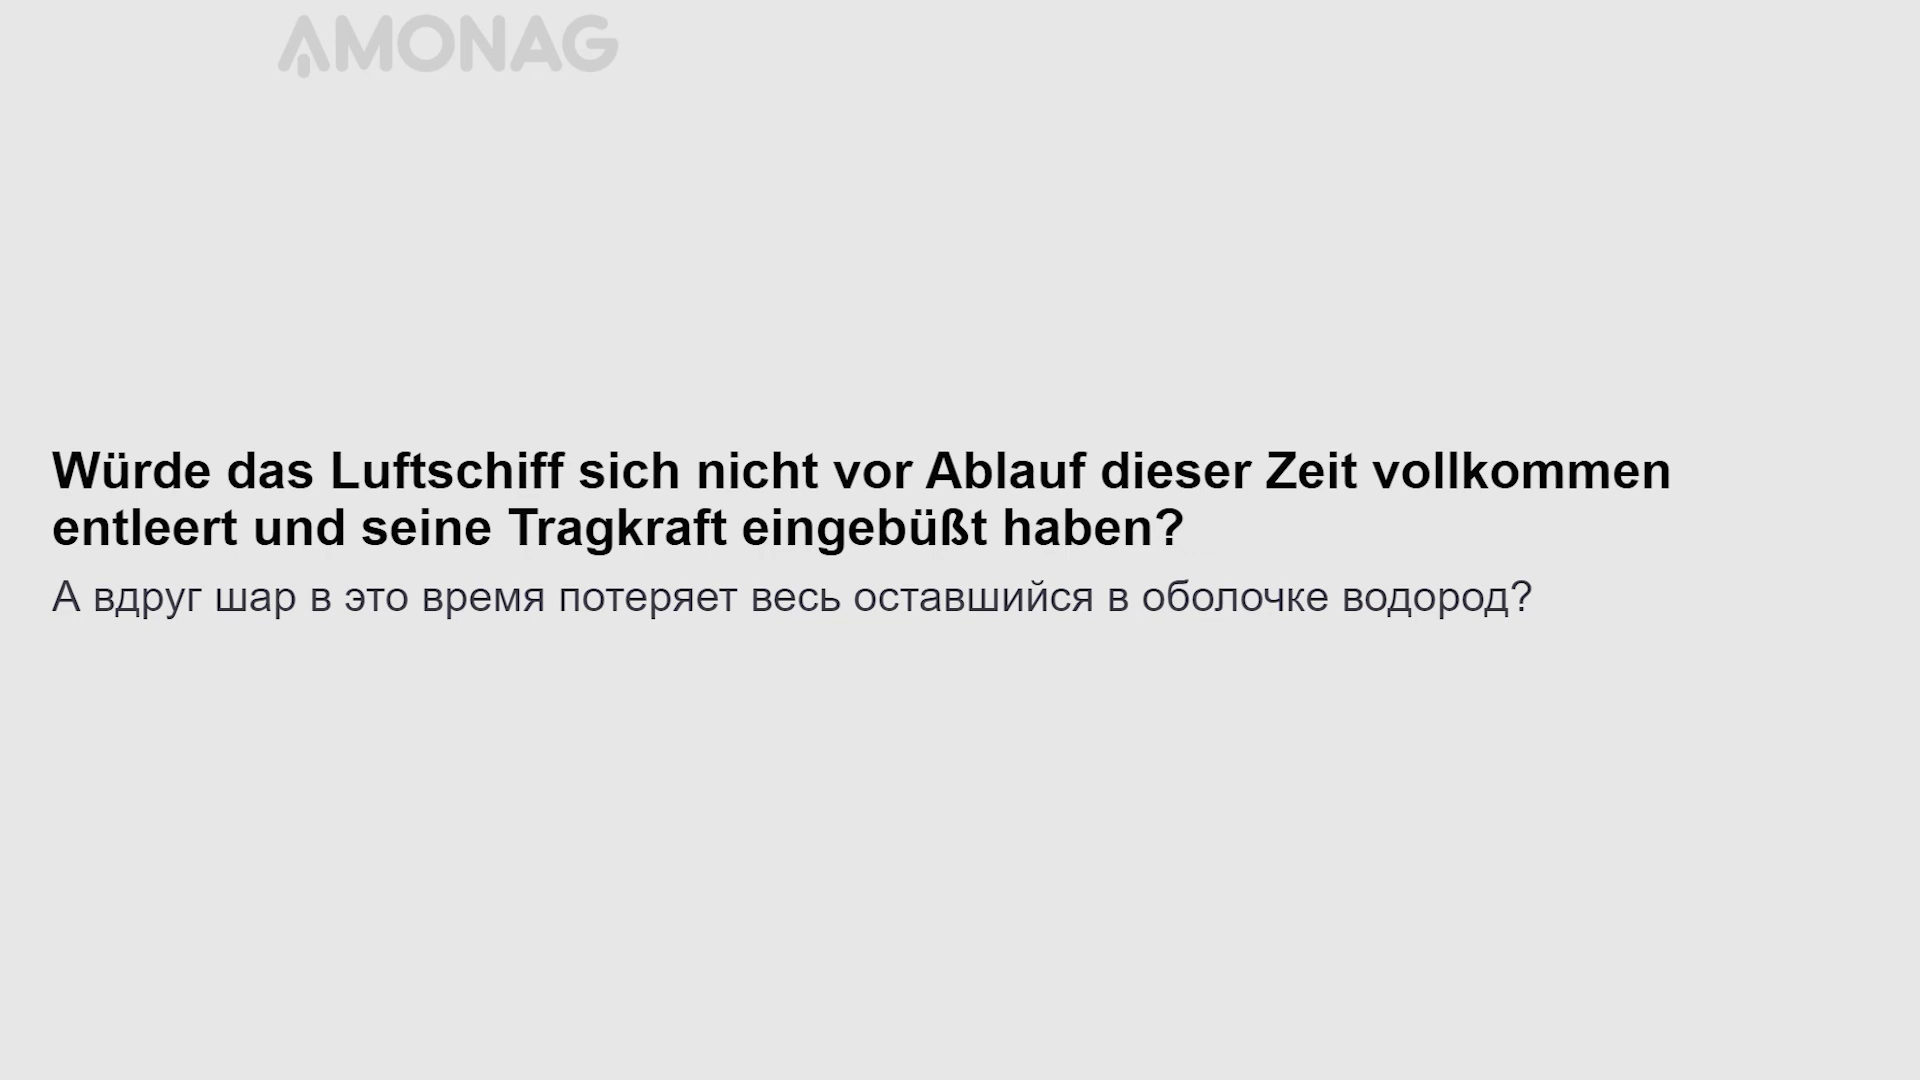 AMONAG
Würde das Luftschiff sich nicht vor Ablauf dieser Zeit vollkommen
entleert und seine Tragkraft eingebüßt haben?
А вдруг шар в это время потеряет весь оставшийся в оболочке водород?